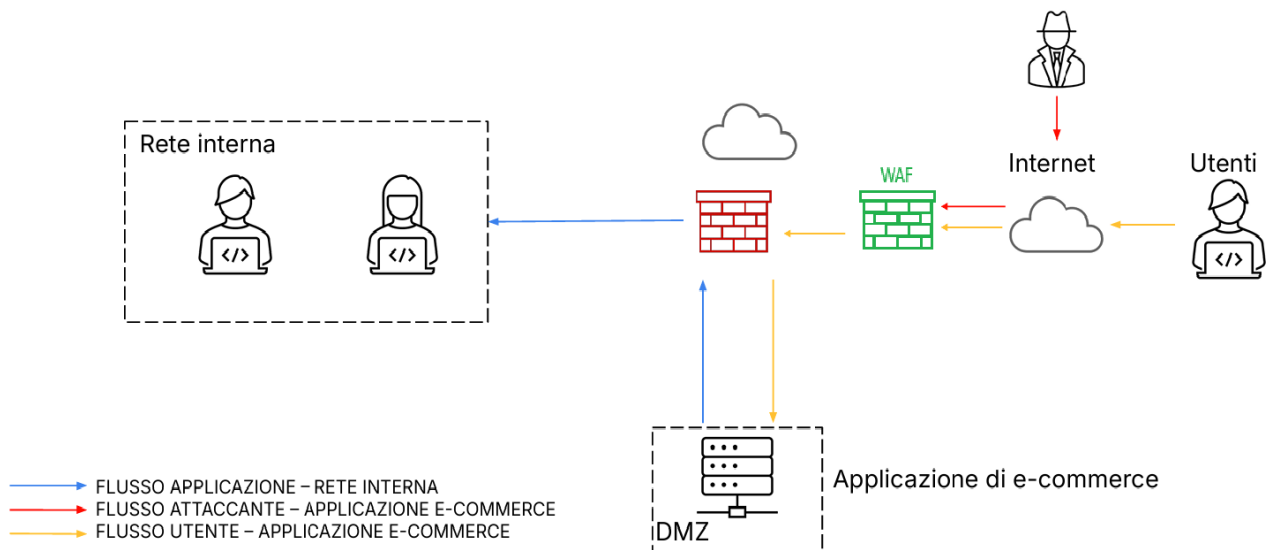 Rete interna
WAF
Internet
Utenti
Applicazione di e-commerce
DMZ
FLUSSO APPLICAZIONE – RETE INTERNA
FLUSSO ATTACCANTE – APPLICAZIONE E-COMMERCE
FLUSSO UTENTE – APPLICAZIONE E-COMMERCE